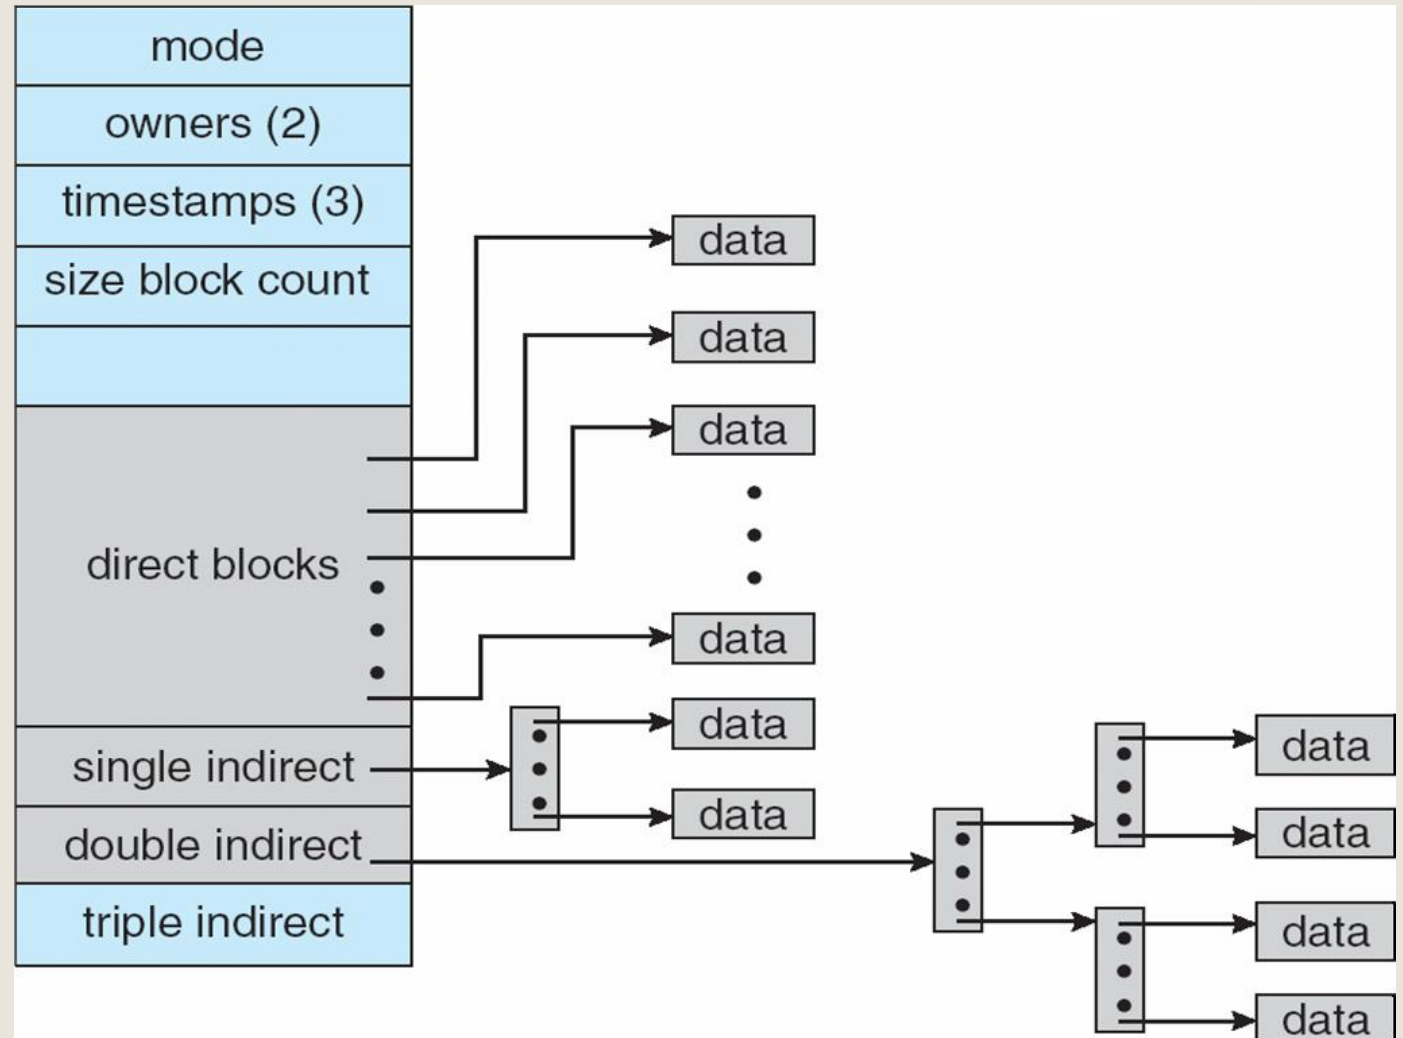 mode
owners (2)
timestamps (3)
size block count
direct blocks
single indirect
double indirect
triple indirect
data
data
data
data
data
data
data
data
data
data